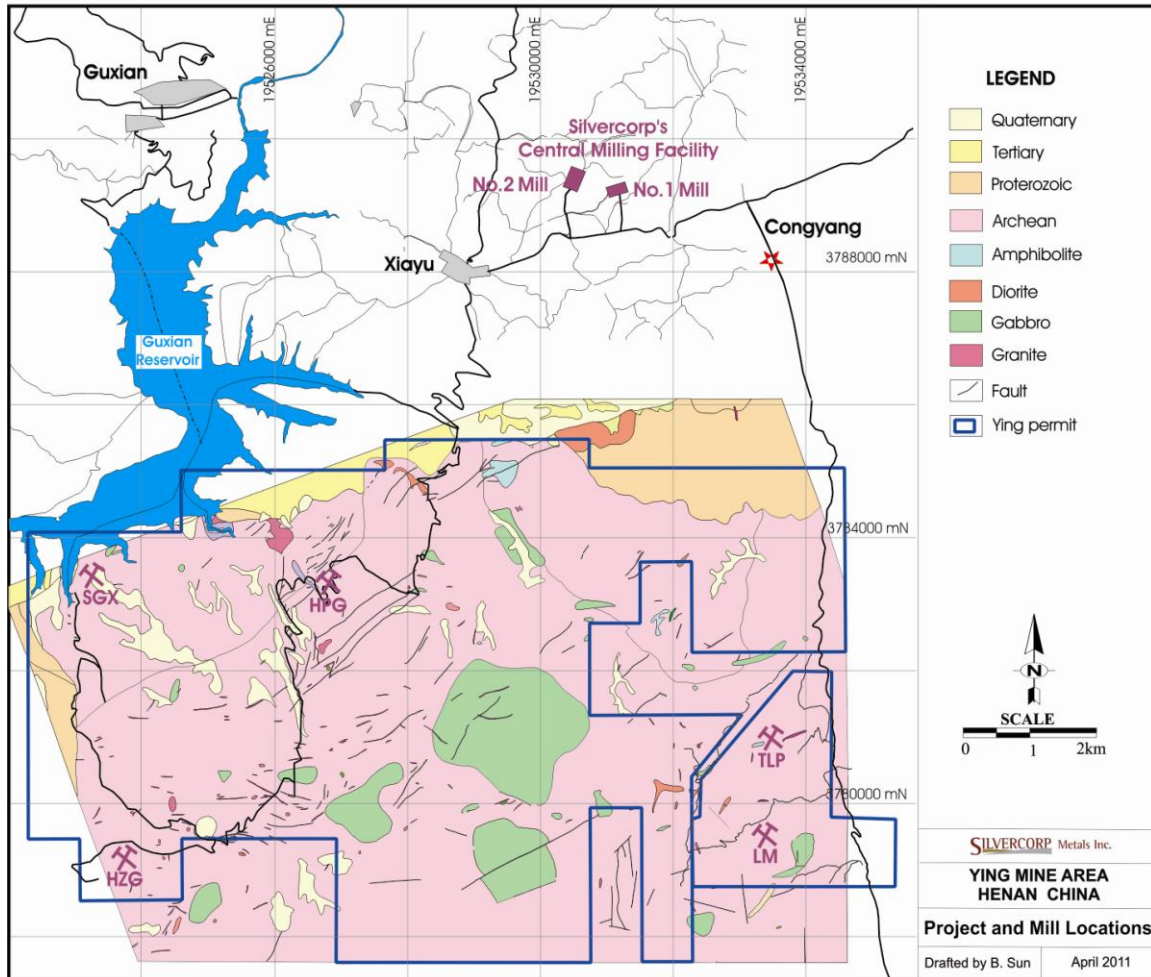 19526000 mE
19530000 mE
19534000 mE
Guxian
Silvercorp's
Central Milling Facility
No.2 Mill
No.1 Mill
Congyang
Xiayu
3788000 mN
Guxian
Reservoir
3784000 mN
SGX
HPG
TLP
3780000 mN
LM
HZG
LEGEND
Quaternary
Tertiary
Proterozoic
Archean
Amphibolite
Diorite
Gabbro
Granite
Fault
Ying permit
N
SCALE
0 1 2km
SILVERCORP Metals Inc.
YING MINE AREA
HENAN CHINA
Project and Mill Locations
Drafted by B. Sun April 2011